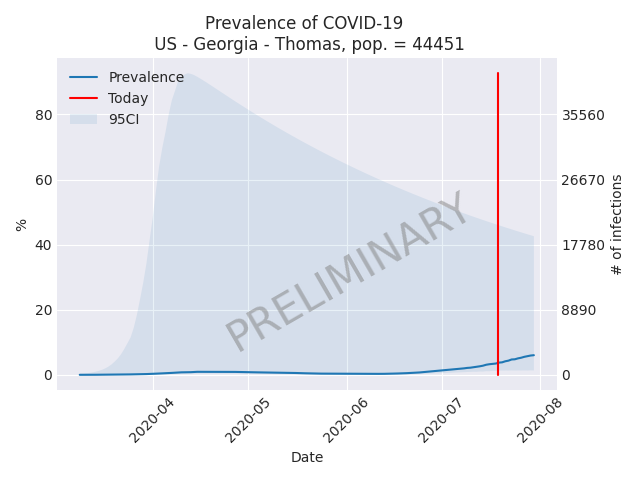 Prevalence of COVID-19
US - Georgia - Thomas, pop. = 44451
Prevalence
Today
95CI
80
60
40
20
0
%
35560
26670
17780
8890
0
# of infections
PRELIMINARY
2020-04
2020-05
2020-06
2020-07
2020-08
Date